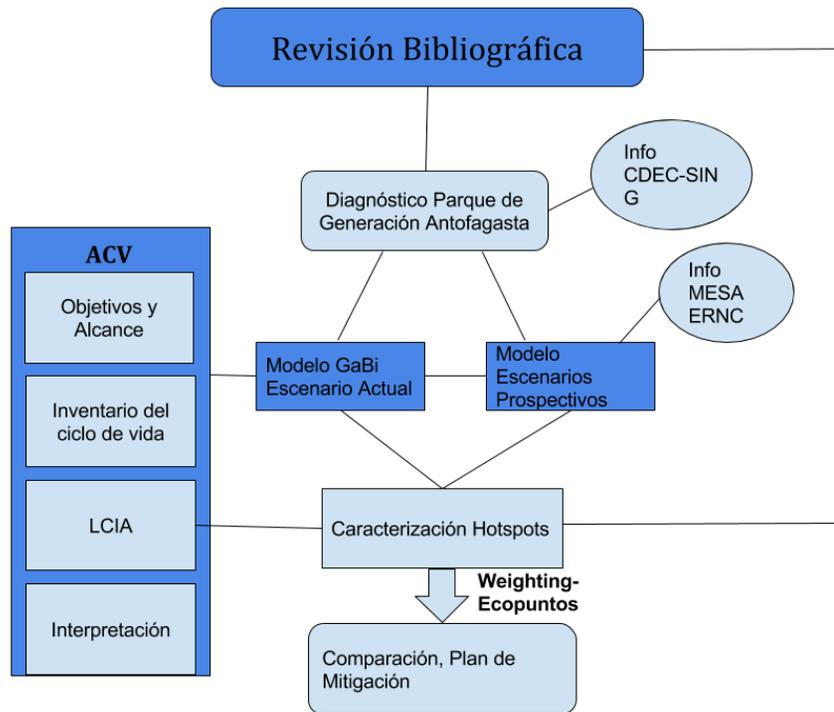 Revisión Bibliográfica
Info
CDEC-SIN
G
Diagnóstico Parque de
Generación Antofagasta
ACV
Objetivos y
Alcance
Info
MESA
ERNC
Modelo GaBi
Escenario Actual
Modelo
Escenarios
Prospectivos
Inventario del
ciclo de vida
LCIA
Caracterización Hotspots
Weighting-
Ecopuntos
Interpretación
Comparación, Plan de
Mitigación